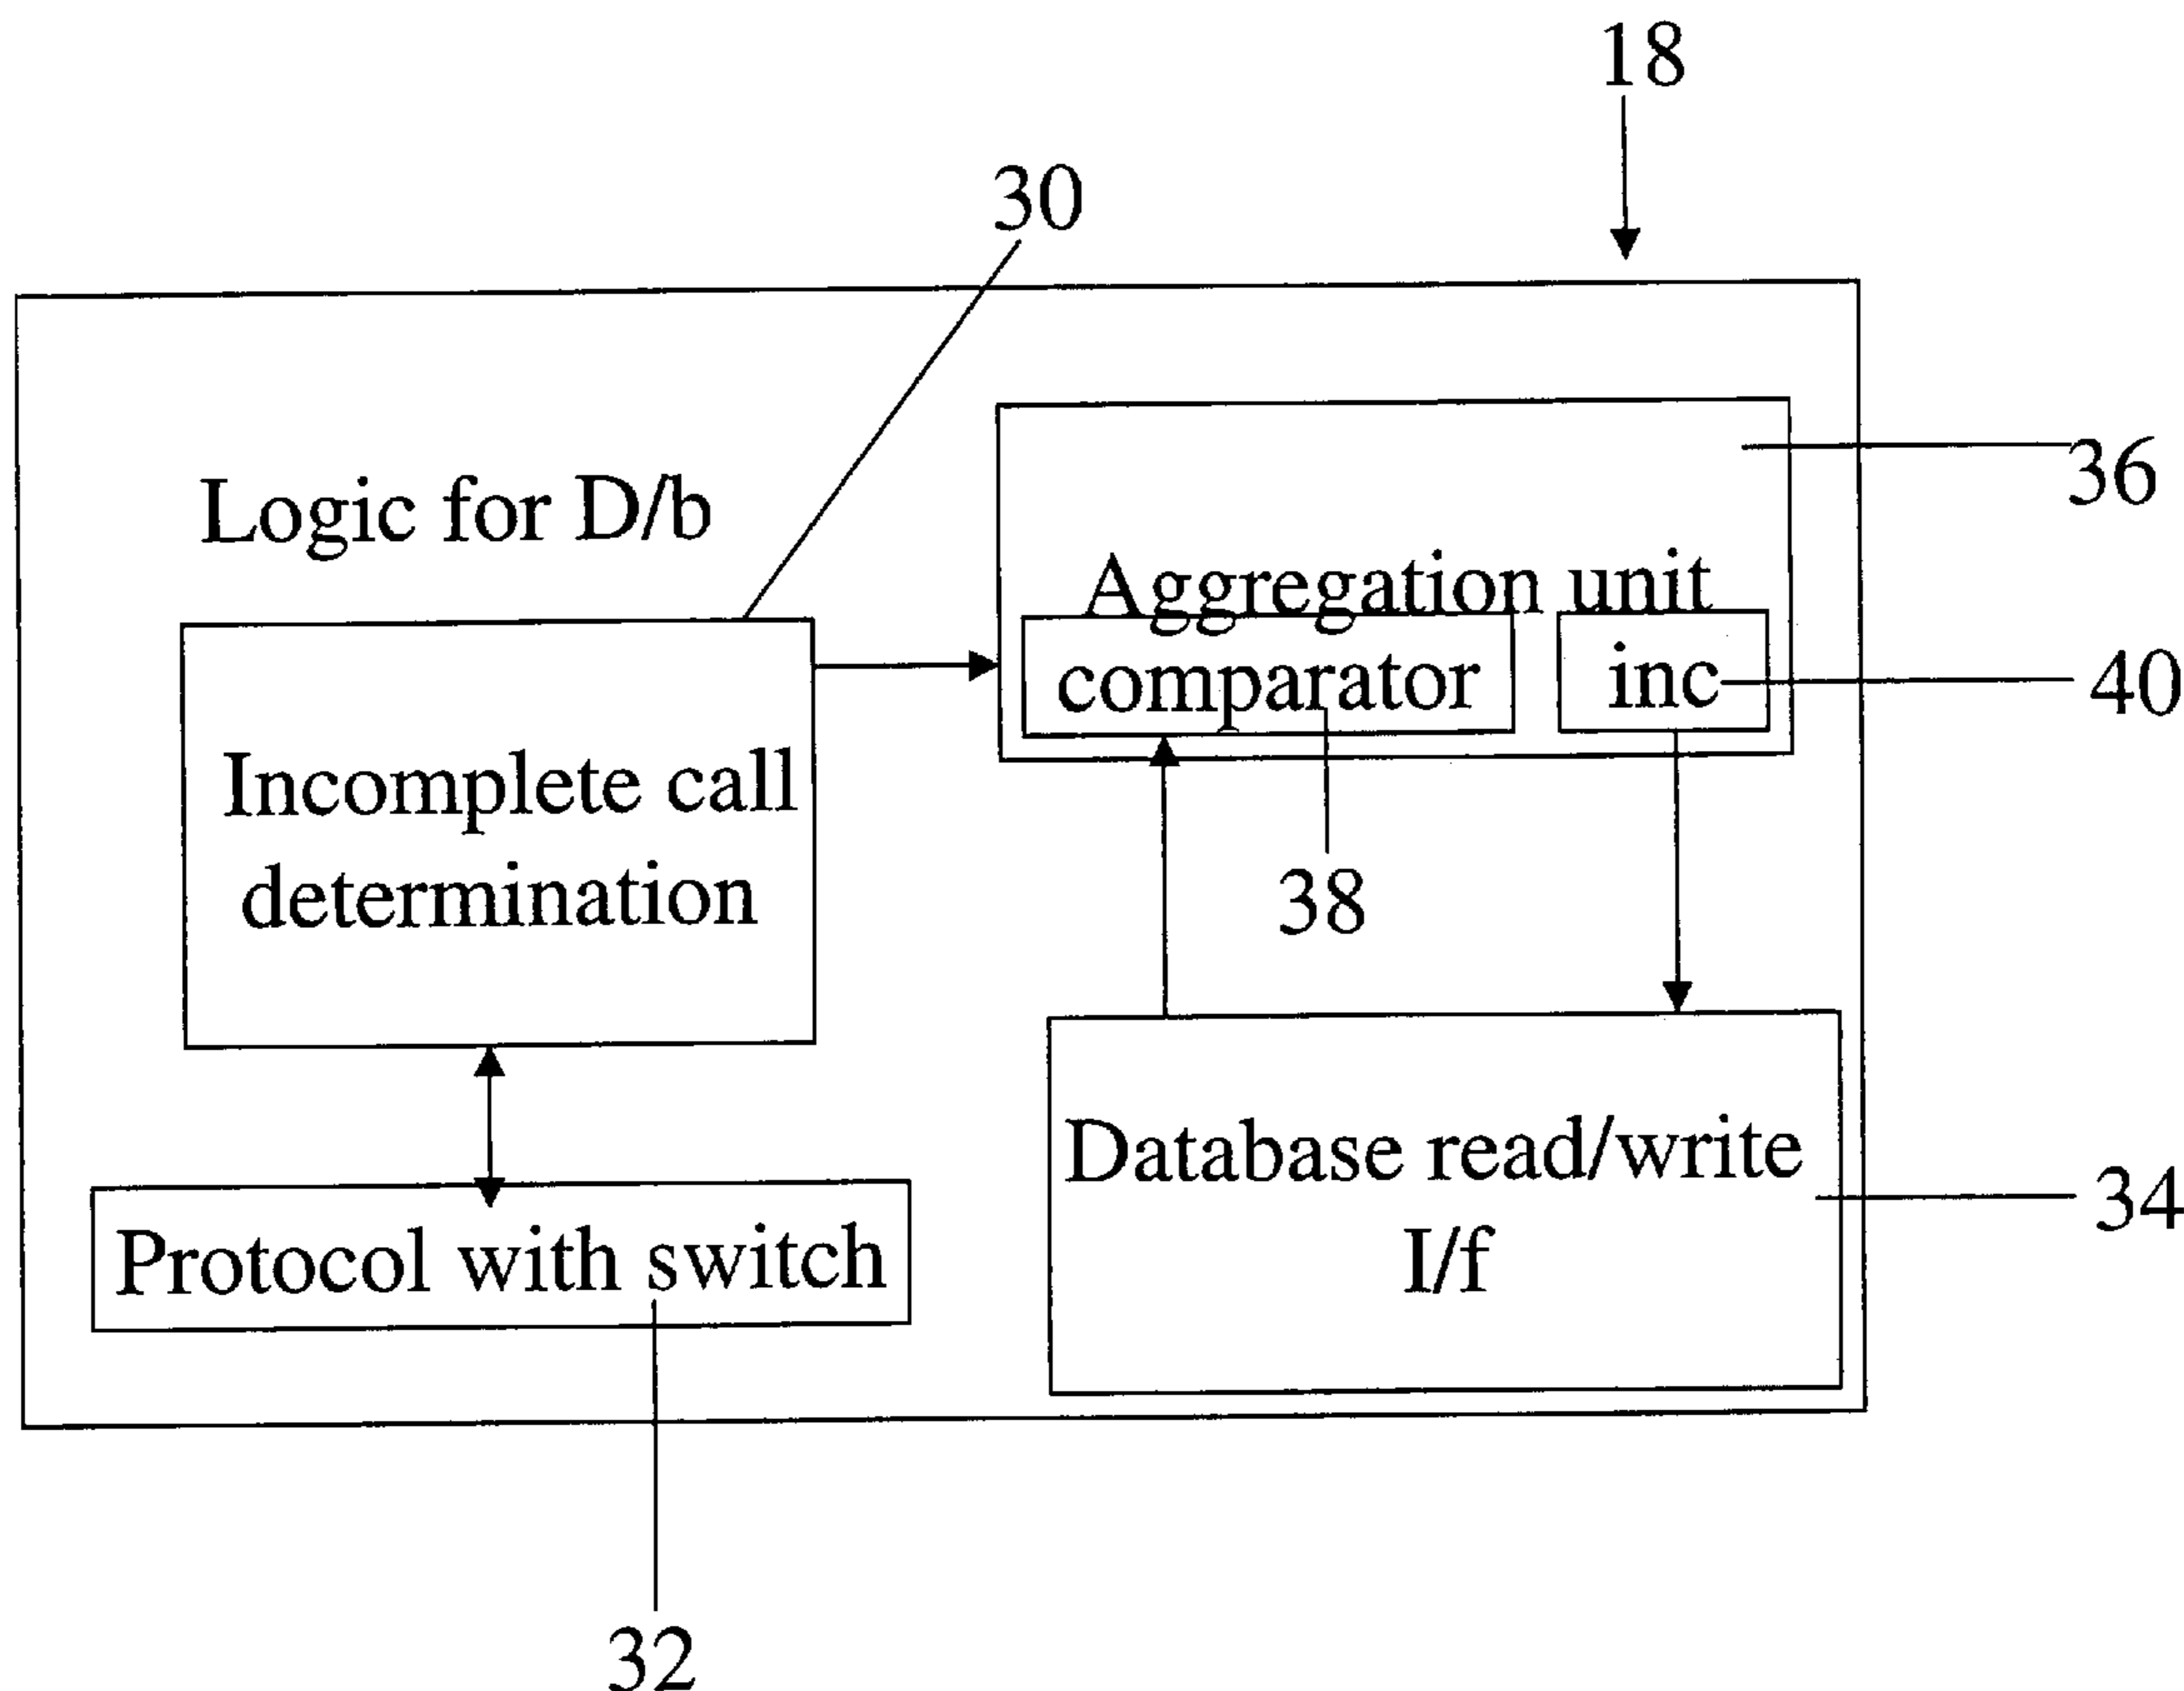 18
30
36
Logic for D/b
Aggregation unit
comparator
inc
40
Incomplete call
determination
38
Database read/write
I/f
34
Protocol with switch
32